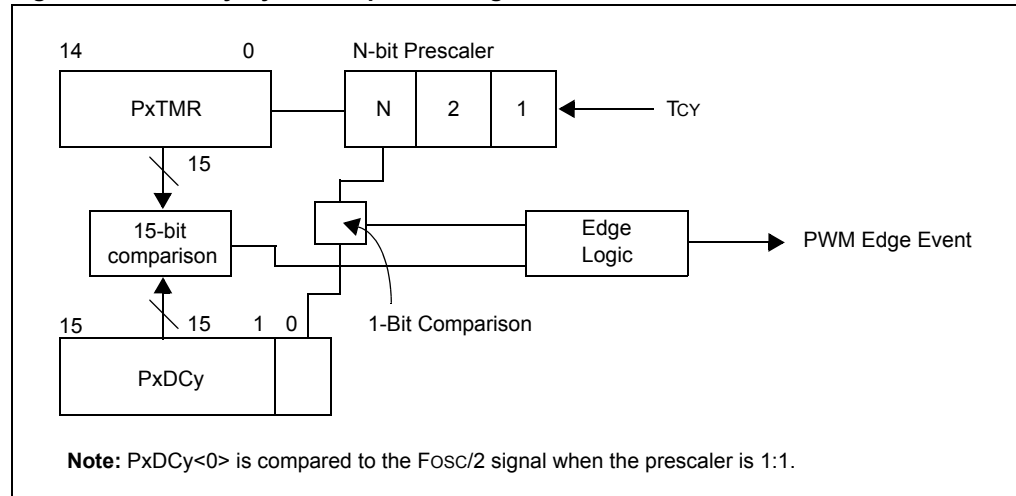 14 0 N-bit Prescaler
PxTMR N 2 1 TCY
15
15-bit
comparison
Edge
Logic
PWM Edge Event
15 15 1 0 1-Bit Comparison
PxDCy
Note: PxDCy<0> is compared to the FOSC/2 signal when the prescaler is 1:1.